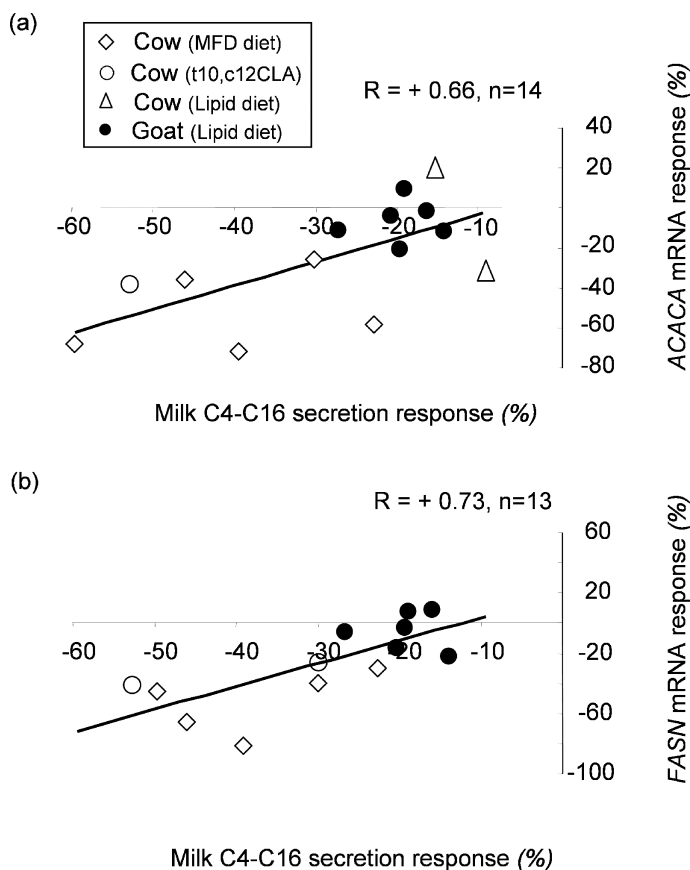 (a)
Cow (MFD diet)
Cow (t10,c12CLA)
Cow (Lipid diet)
Goat (Lipid diet)
R = + 0.66, n=14
40
20
-60 -50 -40 -30 -20 -10
-20
-40
-60
-80
ACACA mRNA response (%)
Milk C4-C16 secretion response (%)
(b)
R = + 0.73, n=13
60
20
-60 -50 -40 -30 -20 -10
-20
-60
-100
FASN mRNA response (%)
Milk C4-C16 secretion response (%)